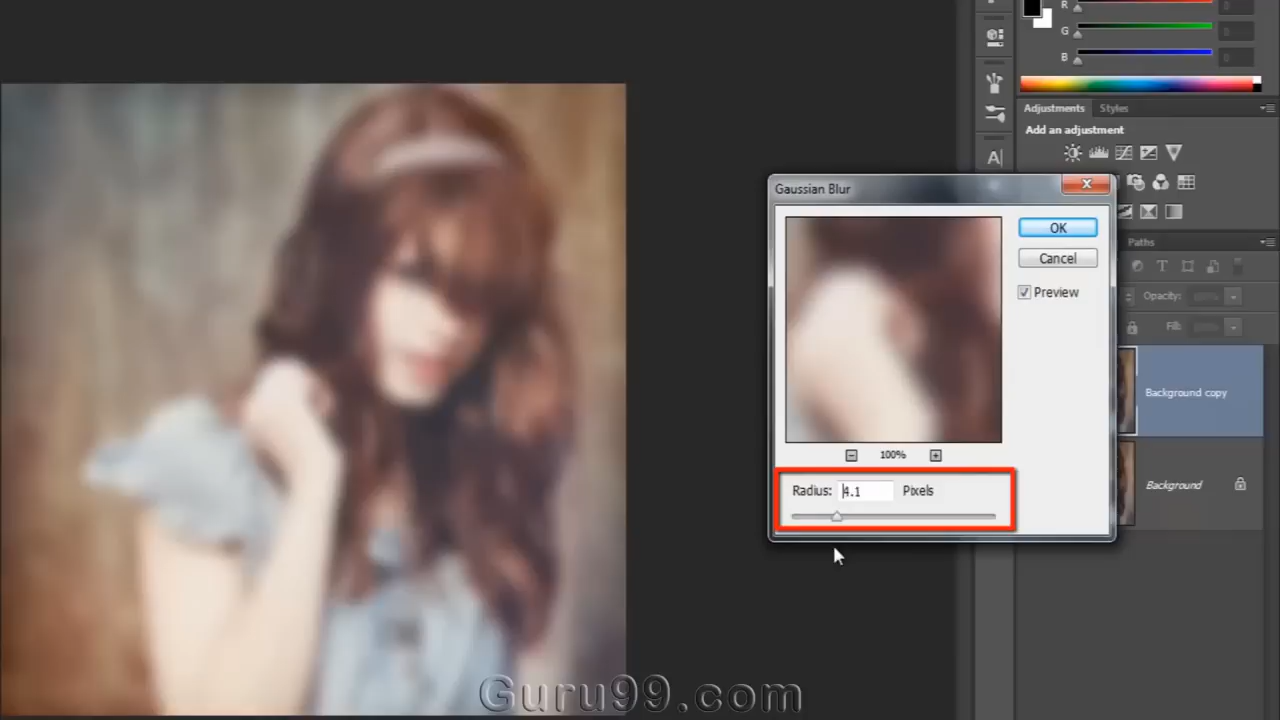 R
G
B
Adjustments
Styles
Add an adjustment
A
Gaussian Blur
OK
Cancel
Preview
Paths
T
Opacity:
Fill:
100%
Radius: 4.1 Pixels
Background copy
Background
Guru99.com